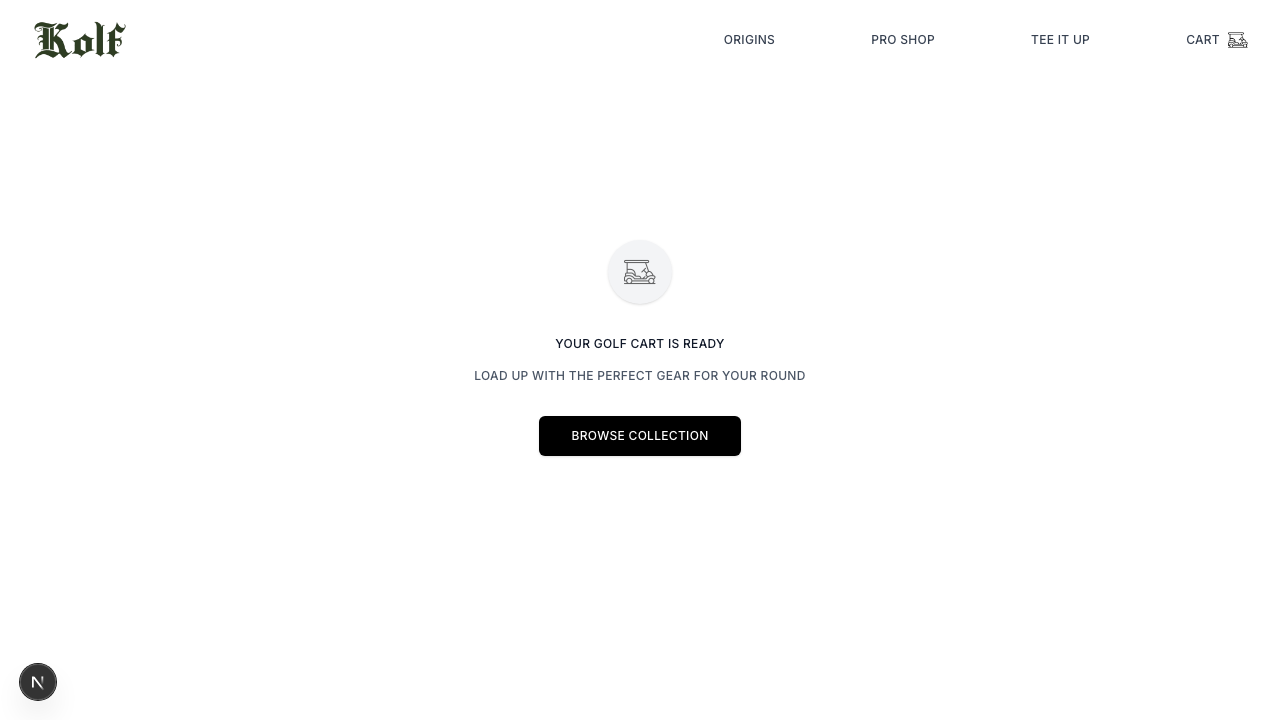 Kolf
ORIGINS
PRO SHOP
TEE IT UP
CART
YOUR GOLF CART IS READY
LOAD UP WITH THE PERFECT GEAR FOR YOUR ROUND
BROWSE COLLECTION
N